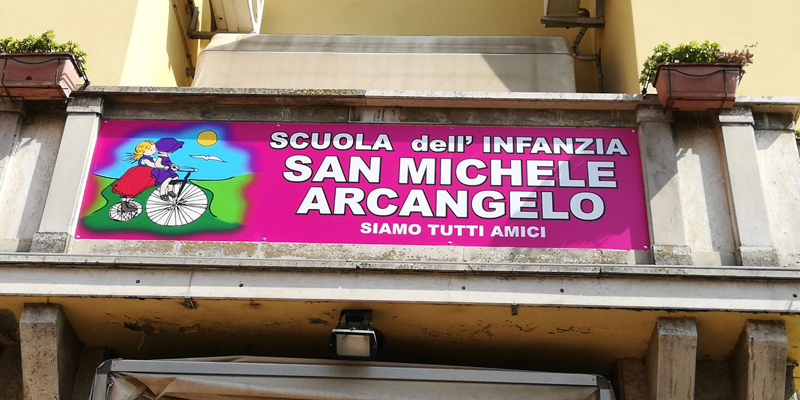 SCUOLA dell' INFANZIA
SAN MICHELE
ARCANGELO
SIAMO TUTTI AMICI